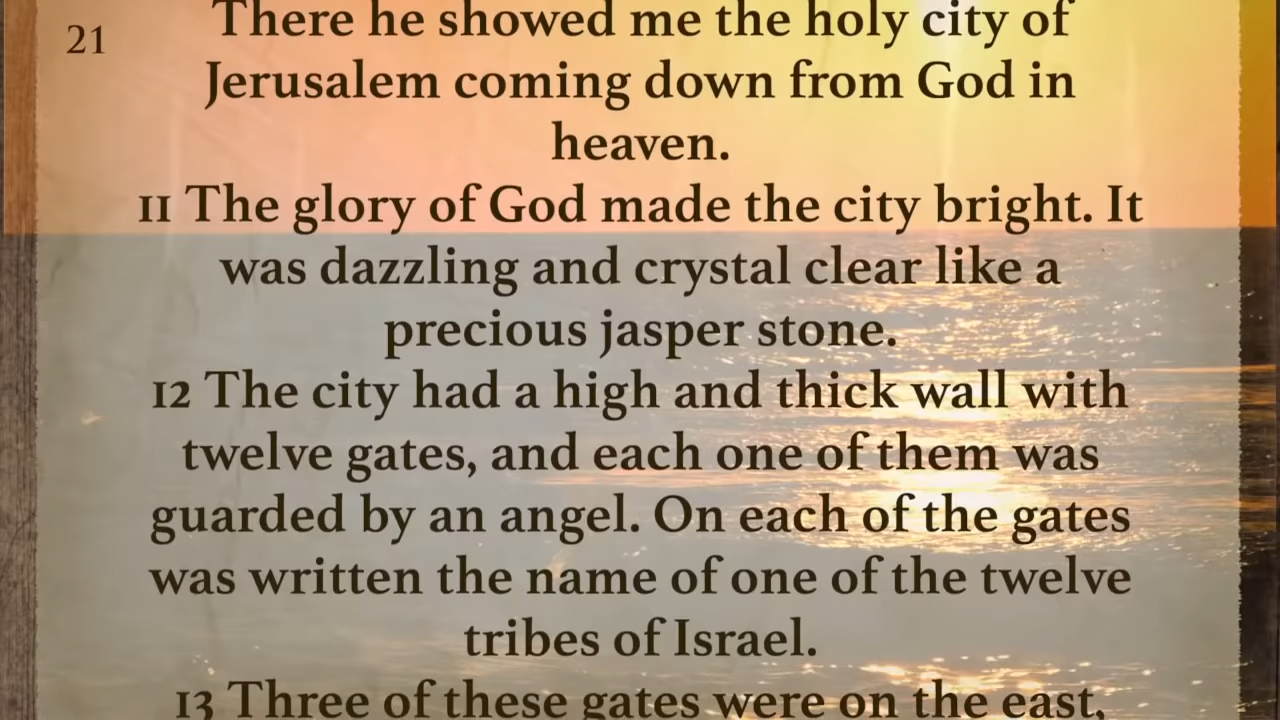 21
There he showed me the holy city of
Jerusalem coming down from God in
heaven.
11 The glory of God made the city bright. It
was dazzling and crystal clear like a
precious jasper stone.
12 The city had a high and thick wall with
twelve gates, and each one of them was
guarded by an angel. On each of the gates
was written the name of one of the twelve
tribes of Israel.
13 Three of these gates were on the east,